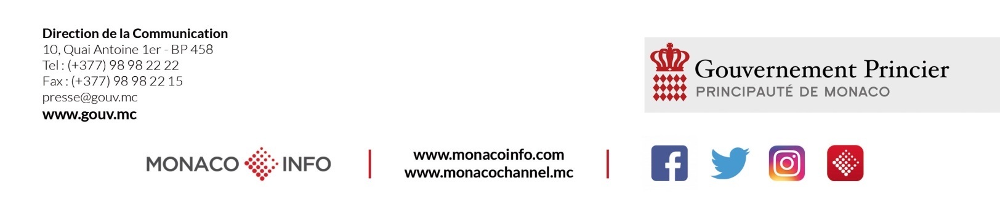 Direction de la Communication
10, Quai Antoine 1er - BP 458
Tel : (+377) 98 98 22 22
Fax : (+377) 98 98 22 15
presse@gouv.mc
www.gouv.mc
Gouvernement Princier
PRINCIPAUTÉ DE MONACO
MONACO INFO
www.monacoinfo.com
www.monacochannel.mc